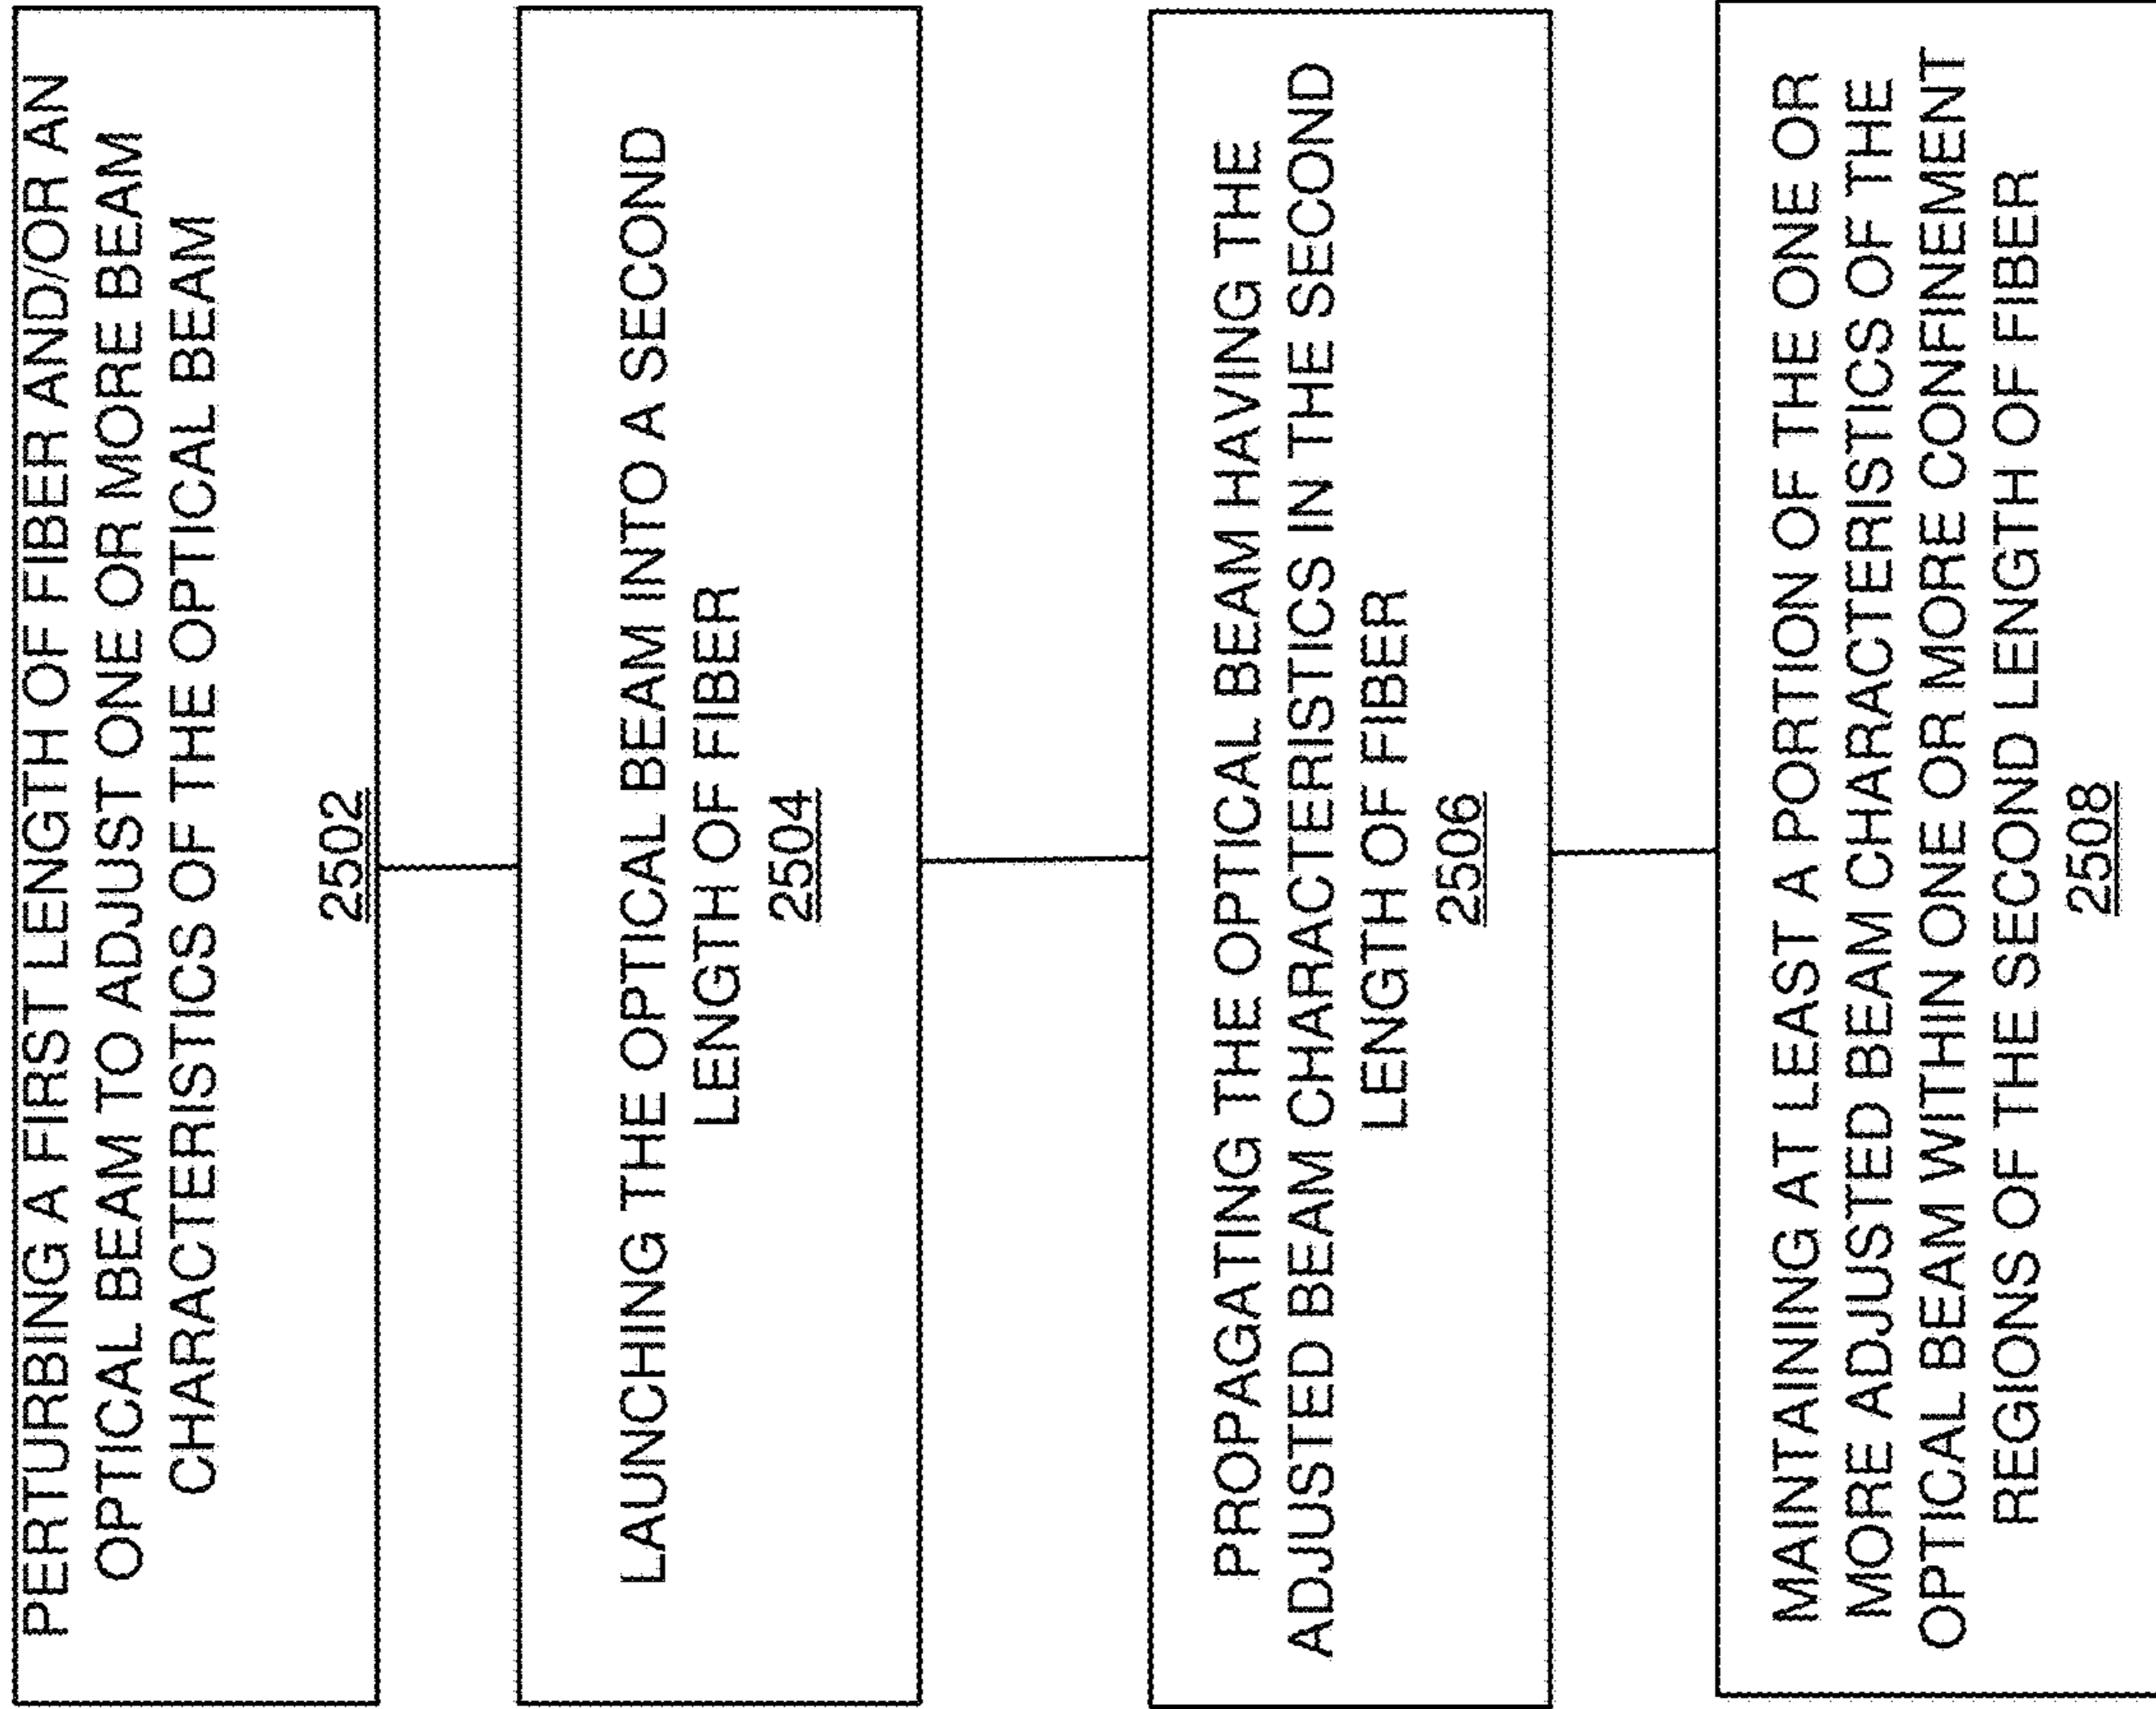 PERTURBING A FIRST LENGTH OF FIBER AND/OR AN
OPTICAL BEAM TO ADJUST ONE OR MORE BEAM
CHARACTERISTICS OF THE OPTICAL BEAM
2502
LAUNCHING THE OPTICAL BEAM INTO A SECOND
LENGTH OF FIBER
2504
PROPAGATING THE OPTICAL BEAM HAVING THE
ADJUSTED BEAM CHARACTERISTICS IN THE SECOND
LENGTH OF FIBER
2506
MAINTAINING AT LEAST A PORTION OF THE ONE OR
MORE ADJUSTED BEAM CHARACTERISTICS OF THE
OPTICAL BEAM WITHIN ONE OR MORE CONFINEMENT
REGIONS OF THE SECOND LENGTH OF FIBER
2508